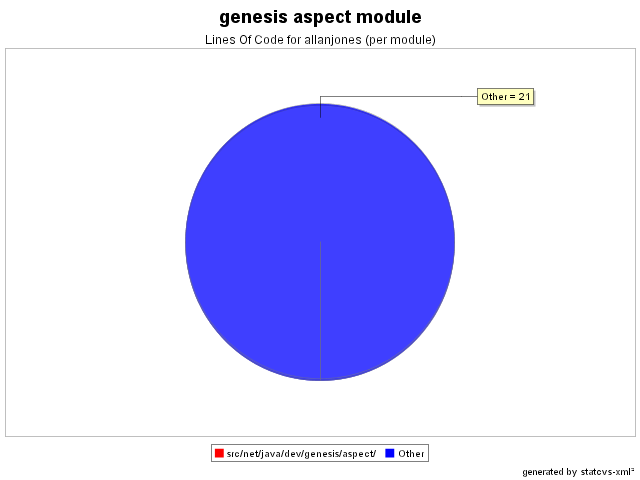 genesis aspect module
Lines Of Code for allanjones (per module)
Other = 21
src/net/java/dev/genesis/aspect/ Other
generated by statcvs-xml²